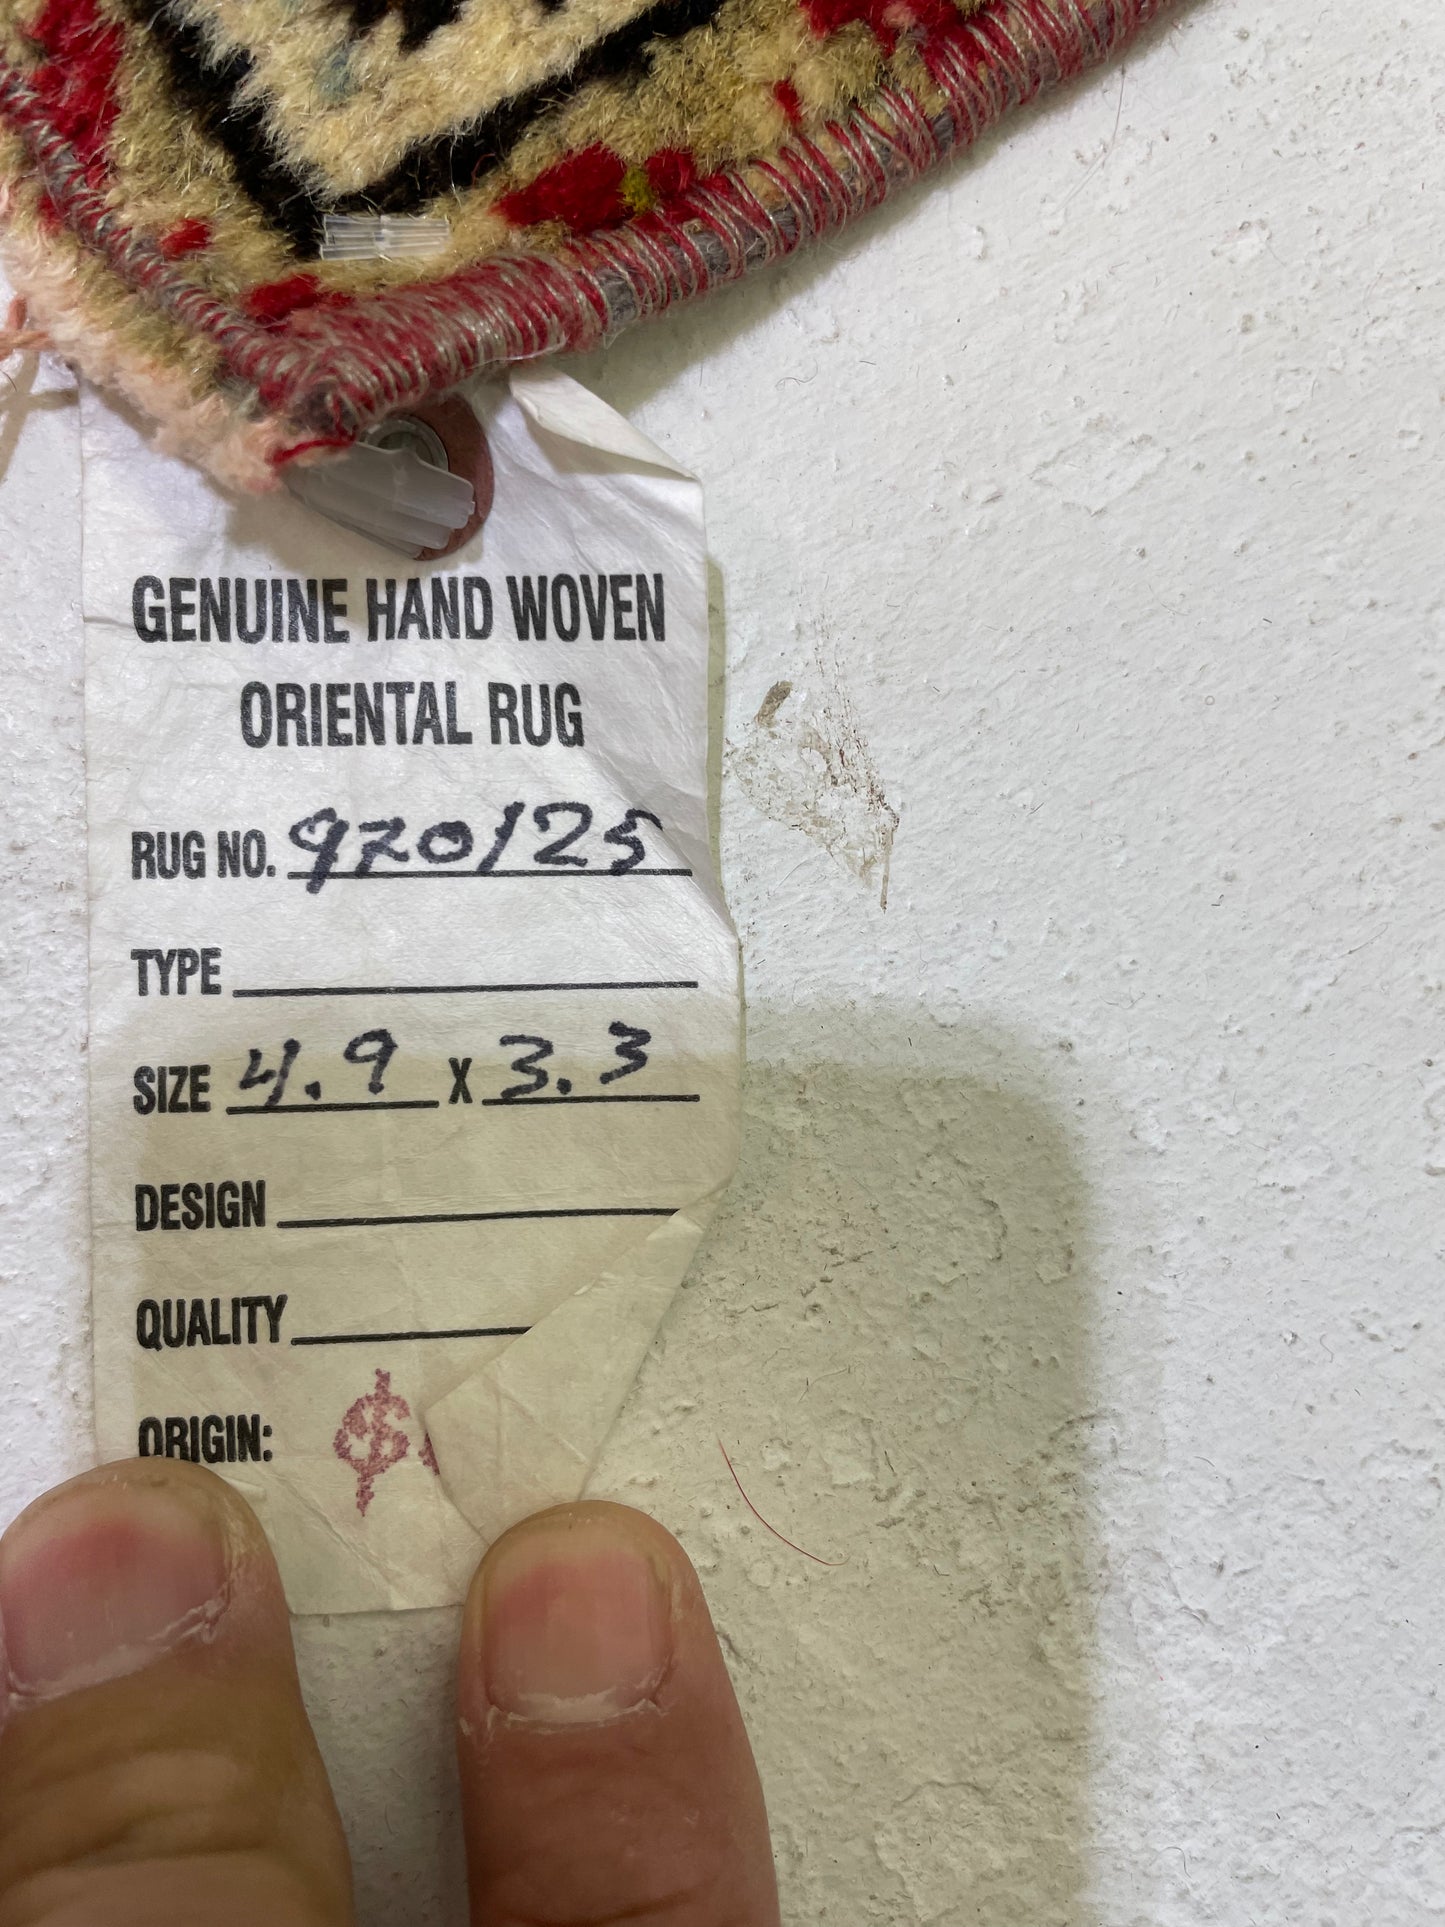 GENUINE HAND WOVEN
ORIENTAL RUG
RUG NO. 970125
TYPE
SIZE 4.9 X 3.3
DESIGN
QUALITY
ORIGIN: $